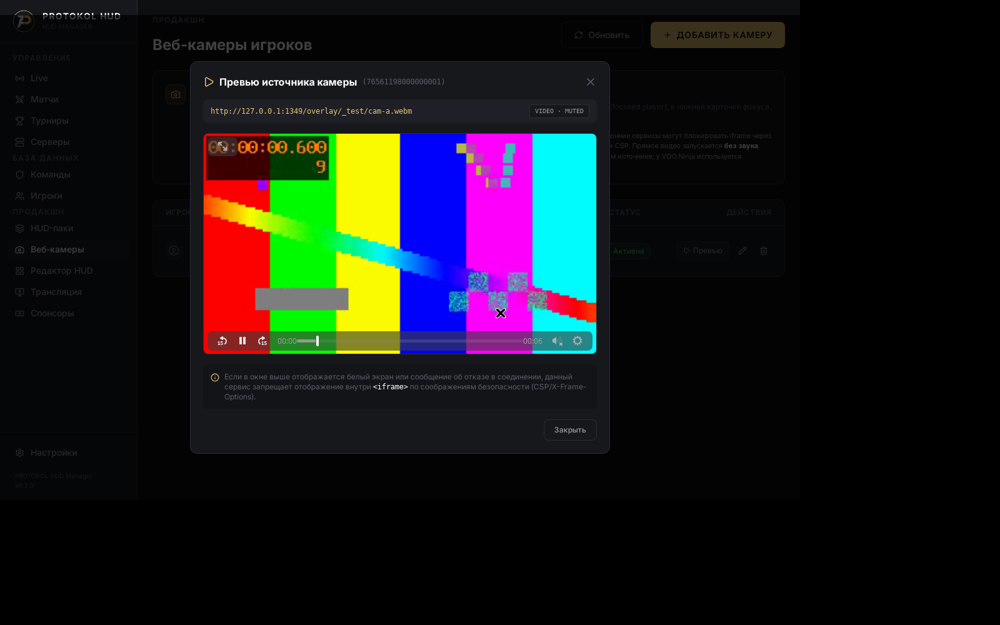 PROTOKOL HUD
HUD MANAGER
УПРАВЛЕНИЕ
Live
Матчи
Турниры
Серверы
БАЗА ДАННЫХ
Команды
Игроки
ПРОДАКШН
HUD-паки
Веб-камеры
Редактор HUD
Трансляция
Спонсоры
Настройки
PROTOKOL HUD Manager
v0.2.0
ПРОДАКШН
Веб-камеры игроков
Обновить
+ ДОБАВИТЬ КАМЕРУ
(focused player), в нижней карточке фокуса.
онние сервисы могут блокировать iframe через
и CSP. Прямое видео запускается без звука.
м источнике; у VDO.Ninja используется
СТАТУС
ДЕЙСТВИЯ
Активна
Превью
Превью источника камеры (76561198000000001)
http://127.0.0.1:1349/overlay/_test/cam-a.webm
VIDEO · MUTED
00:00:00.600
9
15
15
00:00
00:06
Если в окне выше отображается белый экран или сообщение об отказе в соединении, данный
сервис запрещает отображение внутри <iframe> по соображениям безопасности (CSP/X-Frame-
Options).
Закрыть